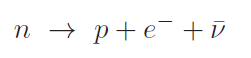 n → p + e⁻ + ν̄